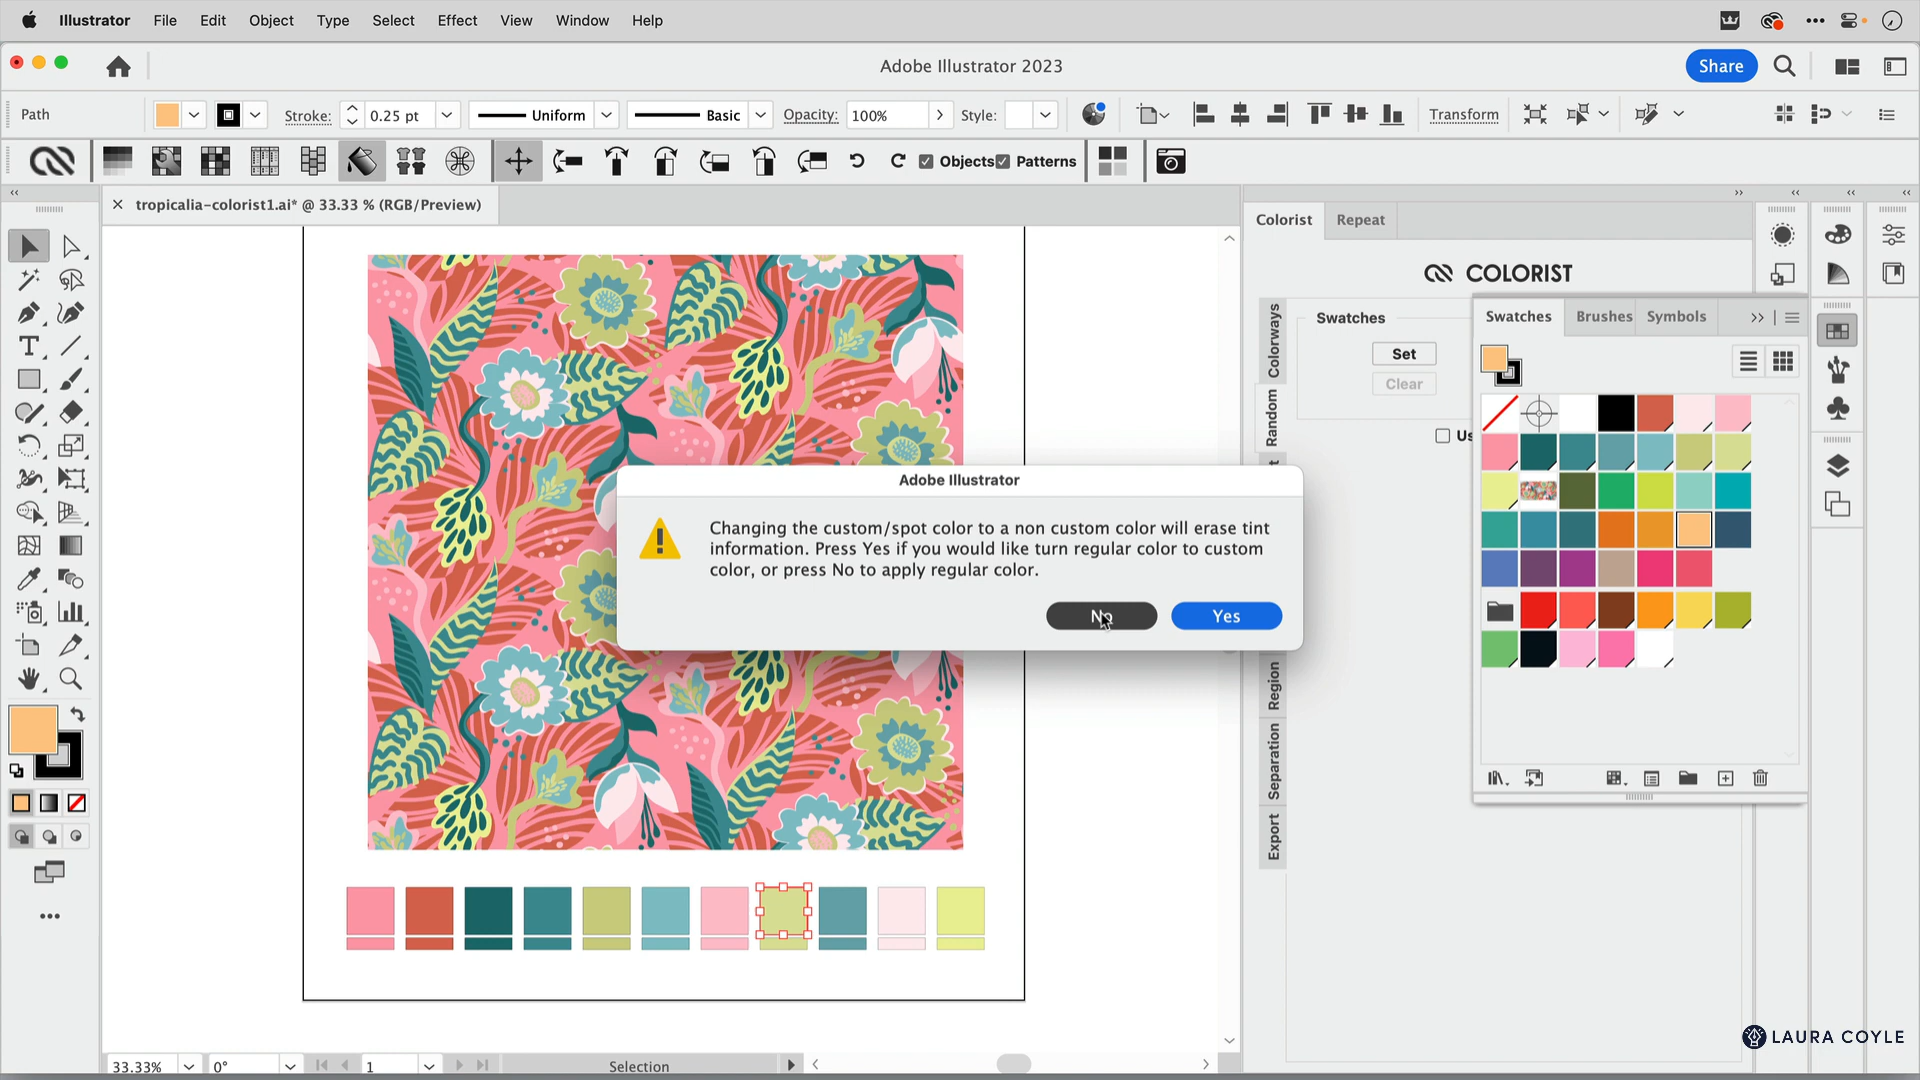 Illustrator File Edit Object Type Select Effect View Window Help
Adobe Illustrator 2023
Share
Path
Stroke:
0.25 pt
Uniform
Basic
Opacity:
100%
Style:
Transform
Objects
Patterns
tropicalia-colorist1.ai* @ 33.33 % (RGB/Preview)
Colorist
Repeat
COLORIST
Swatches
Set
Clear
Us
Colorways
Random
Region
Separation
Export
Swatches
Brushes
Symbols
Adobe Illustrator
Changing the custom/spot color to a non custom color will erase tint
information. Press Yes if you would like turn regular color to custom
color, or press No to apply regular color.
No
Yes
33.33%
0°
1
Selection
LAURA COYLE